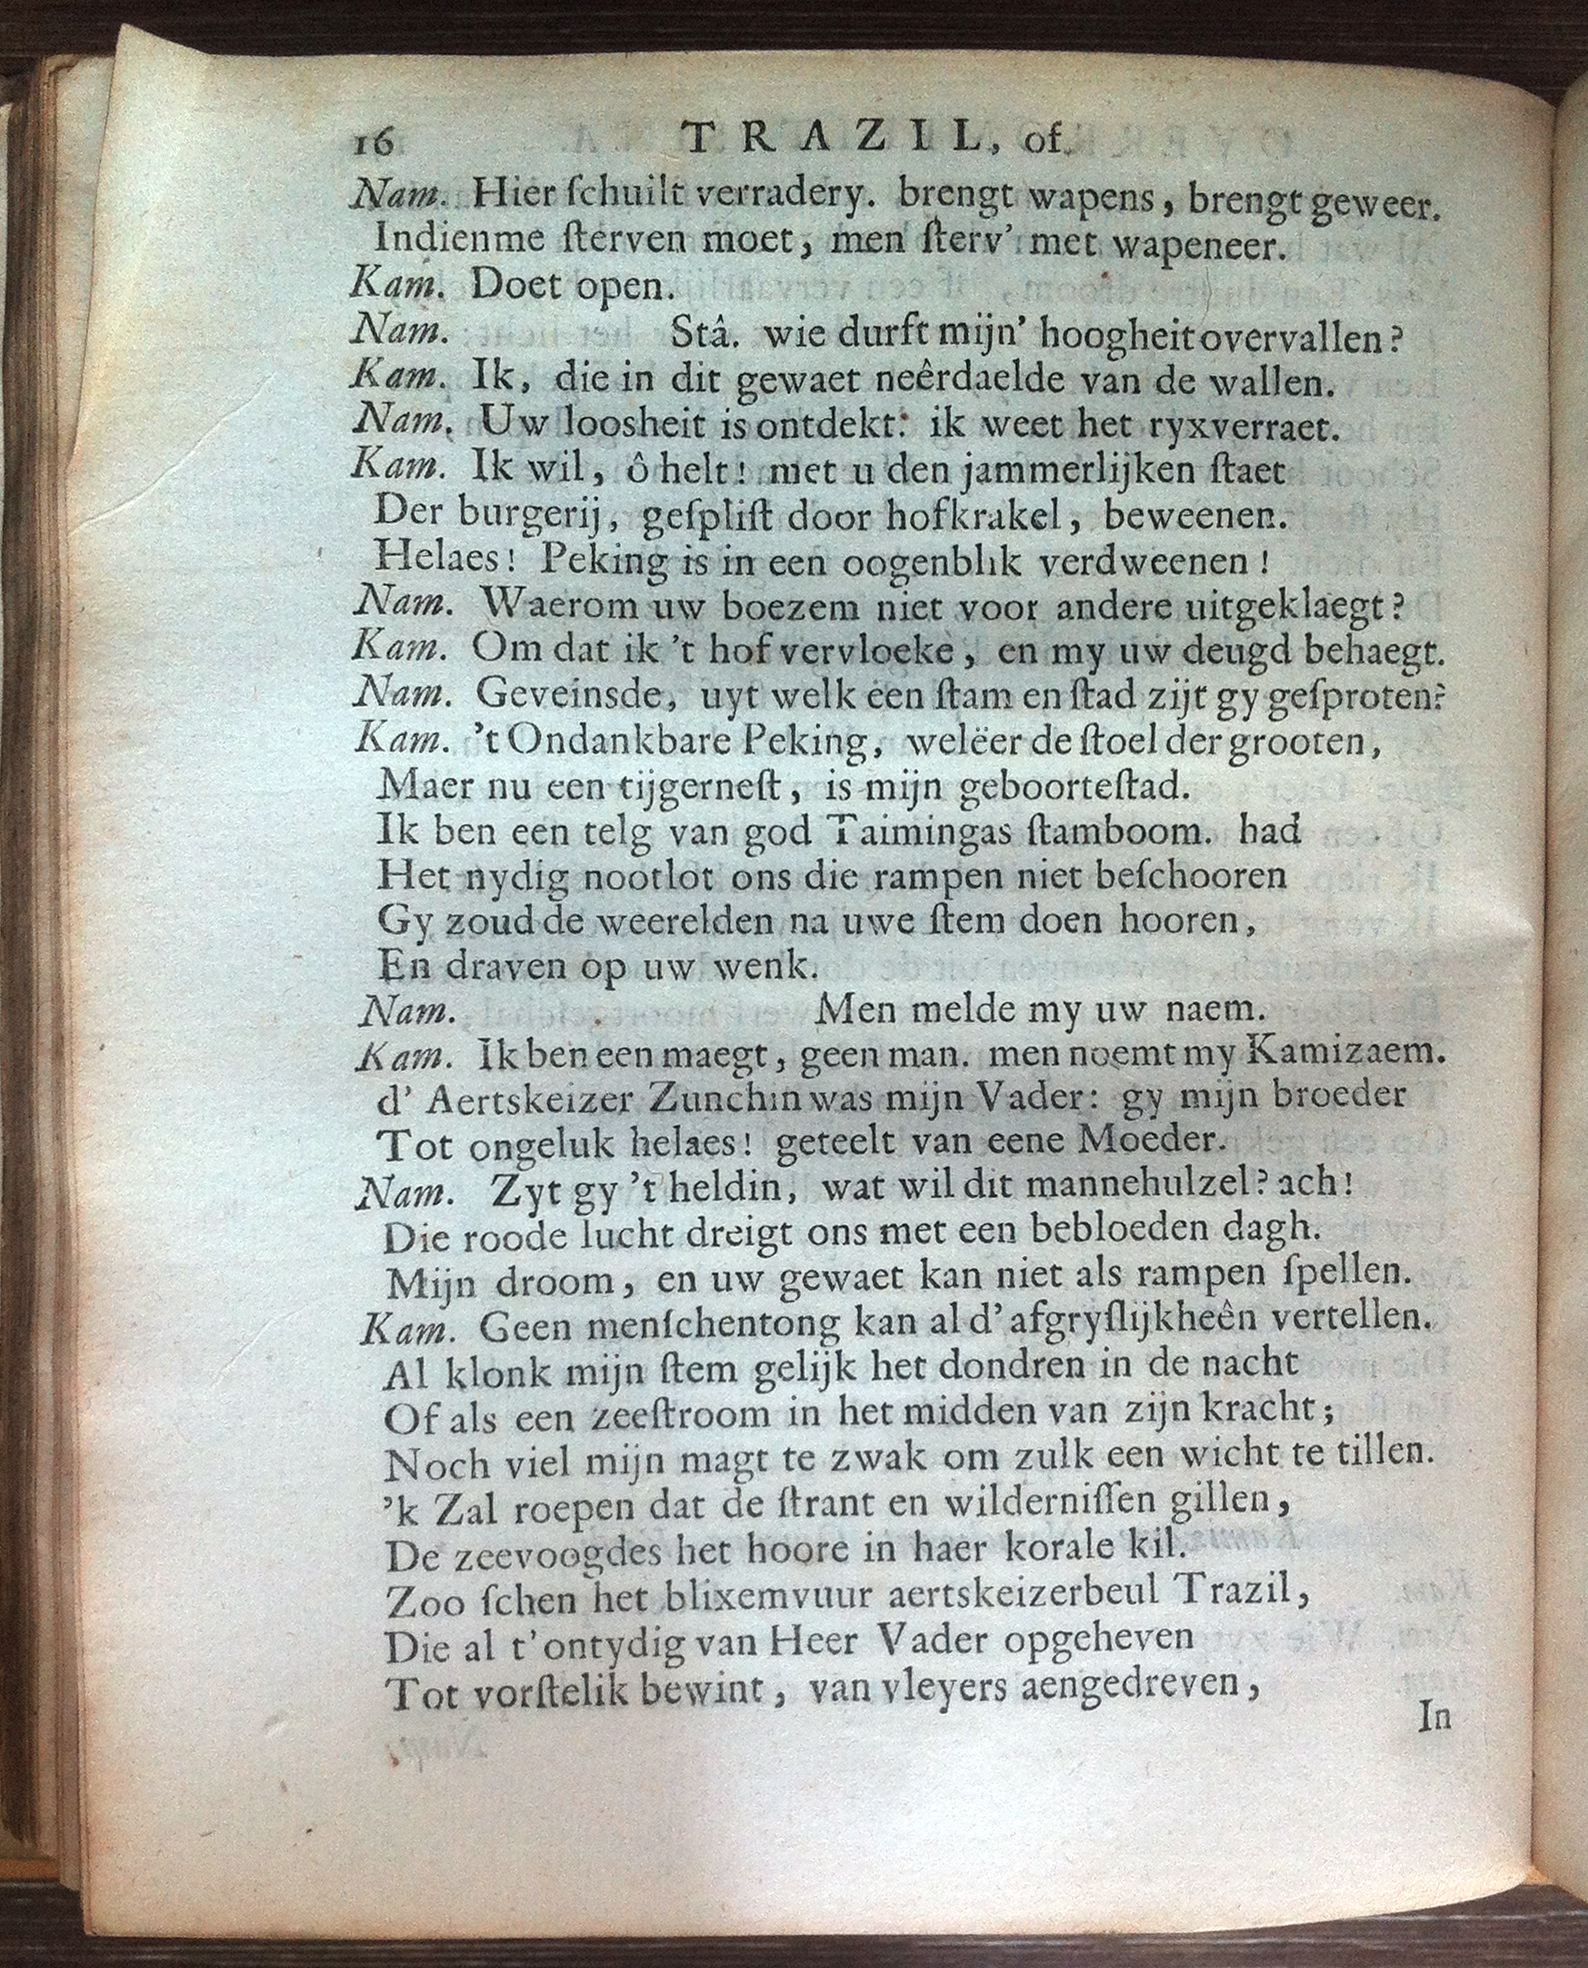 16 TRAZIL, of
Nam. Hier ſchuilt verradery. brengt wapens, brengt geweer.
Indienme ſterven moet, men ſterv' met wapeneer.
Kam. Doet open.
Nam. Stâ. wie durft mijn' hoogheit overvallen?
Kam. Ik, die in dit gewaet neêrdaelde van de wallen.
Nam. Uw loosheit is ontdekt: ik weet het ryxverraet.
Kam. Ik wil, ô helt! met u den jammerlijken ſtaet
Der burgerij, geſpliſt door hofkrakel, beweenen.
Helaes! Peking is in een oogenblik verdweenen!
Nam. Waerom uw boezem niet voor andere uitgeklaegt?
Kam. Om dat ik 't hof vervloeke, en my uw deugd behaegt.
Nam. Geveinsde, uyt welk een ſtam en ſtad zijt gy geſproten?
Kam. 't Ondankbare Peking, welëer de ſtoel der grooten,
Maer nu een tijgerneſt, is mijn geboorteſtad.
Ik ben een telg van god Taimingas ſtamboom. had
Het nydig nootlot ons die rampen niet beſchooren
Gy zoud de weerelden na uwe ſtem doen hooren,
En draven op uw wenk.
Nam. Men melde my uw naem.
Kam. Ik ben een maegt, geen man. men noemt my Kamizaem.
d' Aertskeizer Zunchin was mijn Vader: gy mijn broeder
Tot ongeluk helaes! geteelt van eene Moeder.
Nam. Zyt gy 't heldin, wat wil dit mannehulzel? ach!
Die roode lucht dreigt ons met een bebloeden dagh.
Mijn droom, en uw gewaet kan niet als rampen ſpellen.
Kam. Geen menſchentong kan al d' afgryſlijkheên vertellen.
Al klonk mijn ſtem gelijk het dondren in de nacht
Of als een zeeſtroom in het midden van zijn kracht;
Noch viel mijn magt te zwak om zulk een wicht te tillen.
'k Zal roepen dat de ſtrant en wilderniſſen gillen,
De zeevoogdes het hoore in haer korale kil.
Zoo ſchen het blixemvuur aertskeizerbeul Trazil,
Die al t'ontydig van Heer Vader opgeheven
Tot vorſtelik bewint, van vleyers aengedreven,
In